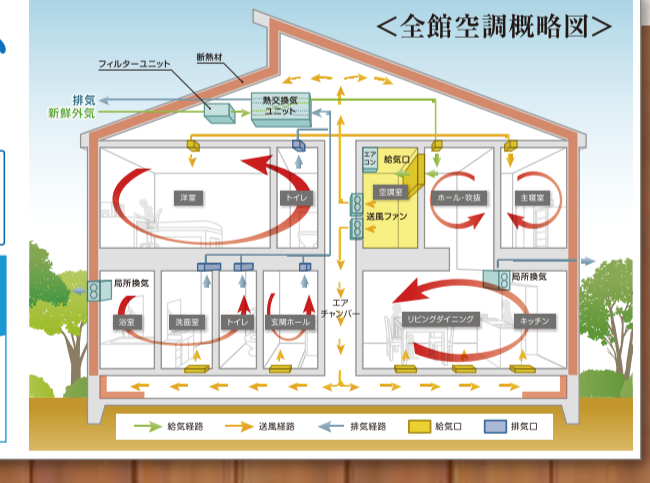 ＜全館空調概略図＞
フィルターユニット
断熱材
排気
新鮮外気
熱交換気
ユニット
エア
コン
給気口
空調室
送風ファン
洋室
トイレ
ホール・吹抜
主寝室
局所換気
浴室
洗面室
トイレ
玄関ホール
エア
チャンバー
局所換気
リビングダイニング
キッチン
給気経路
送風経路
排気経路
給気口
排気口